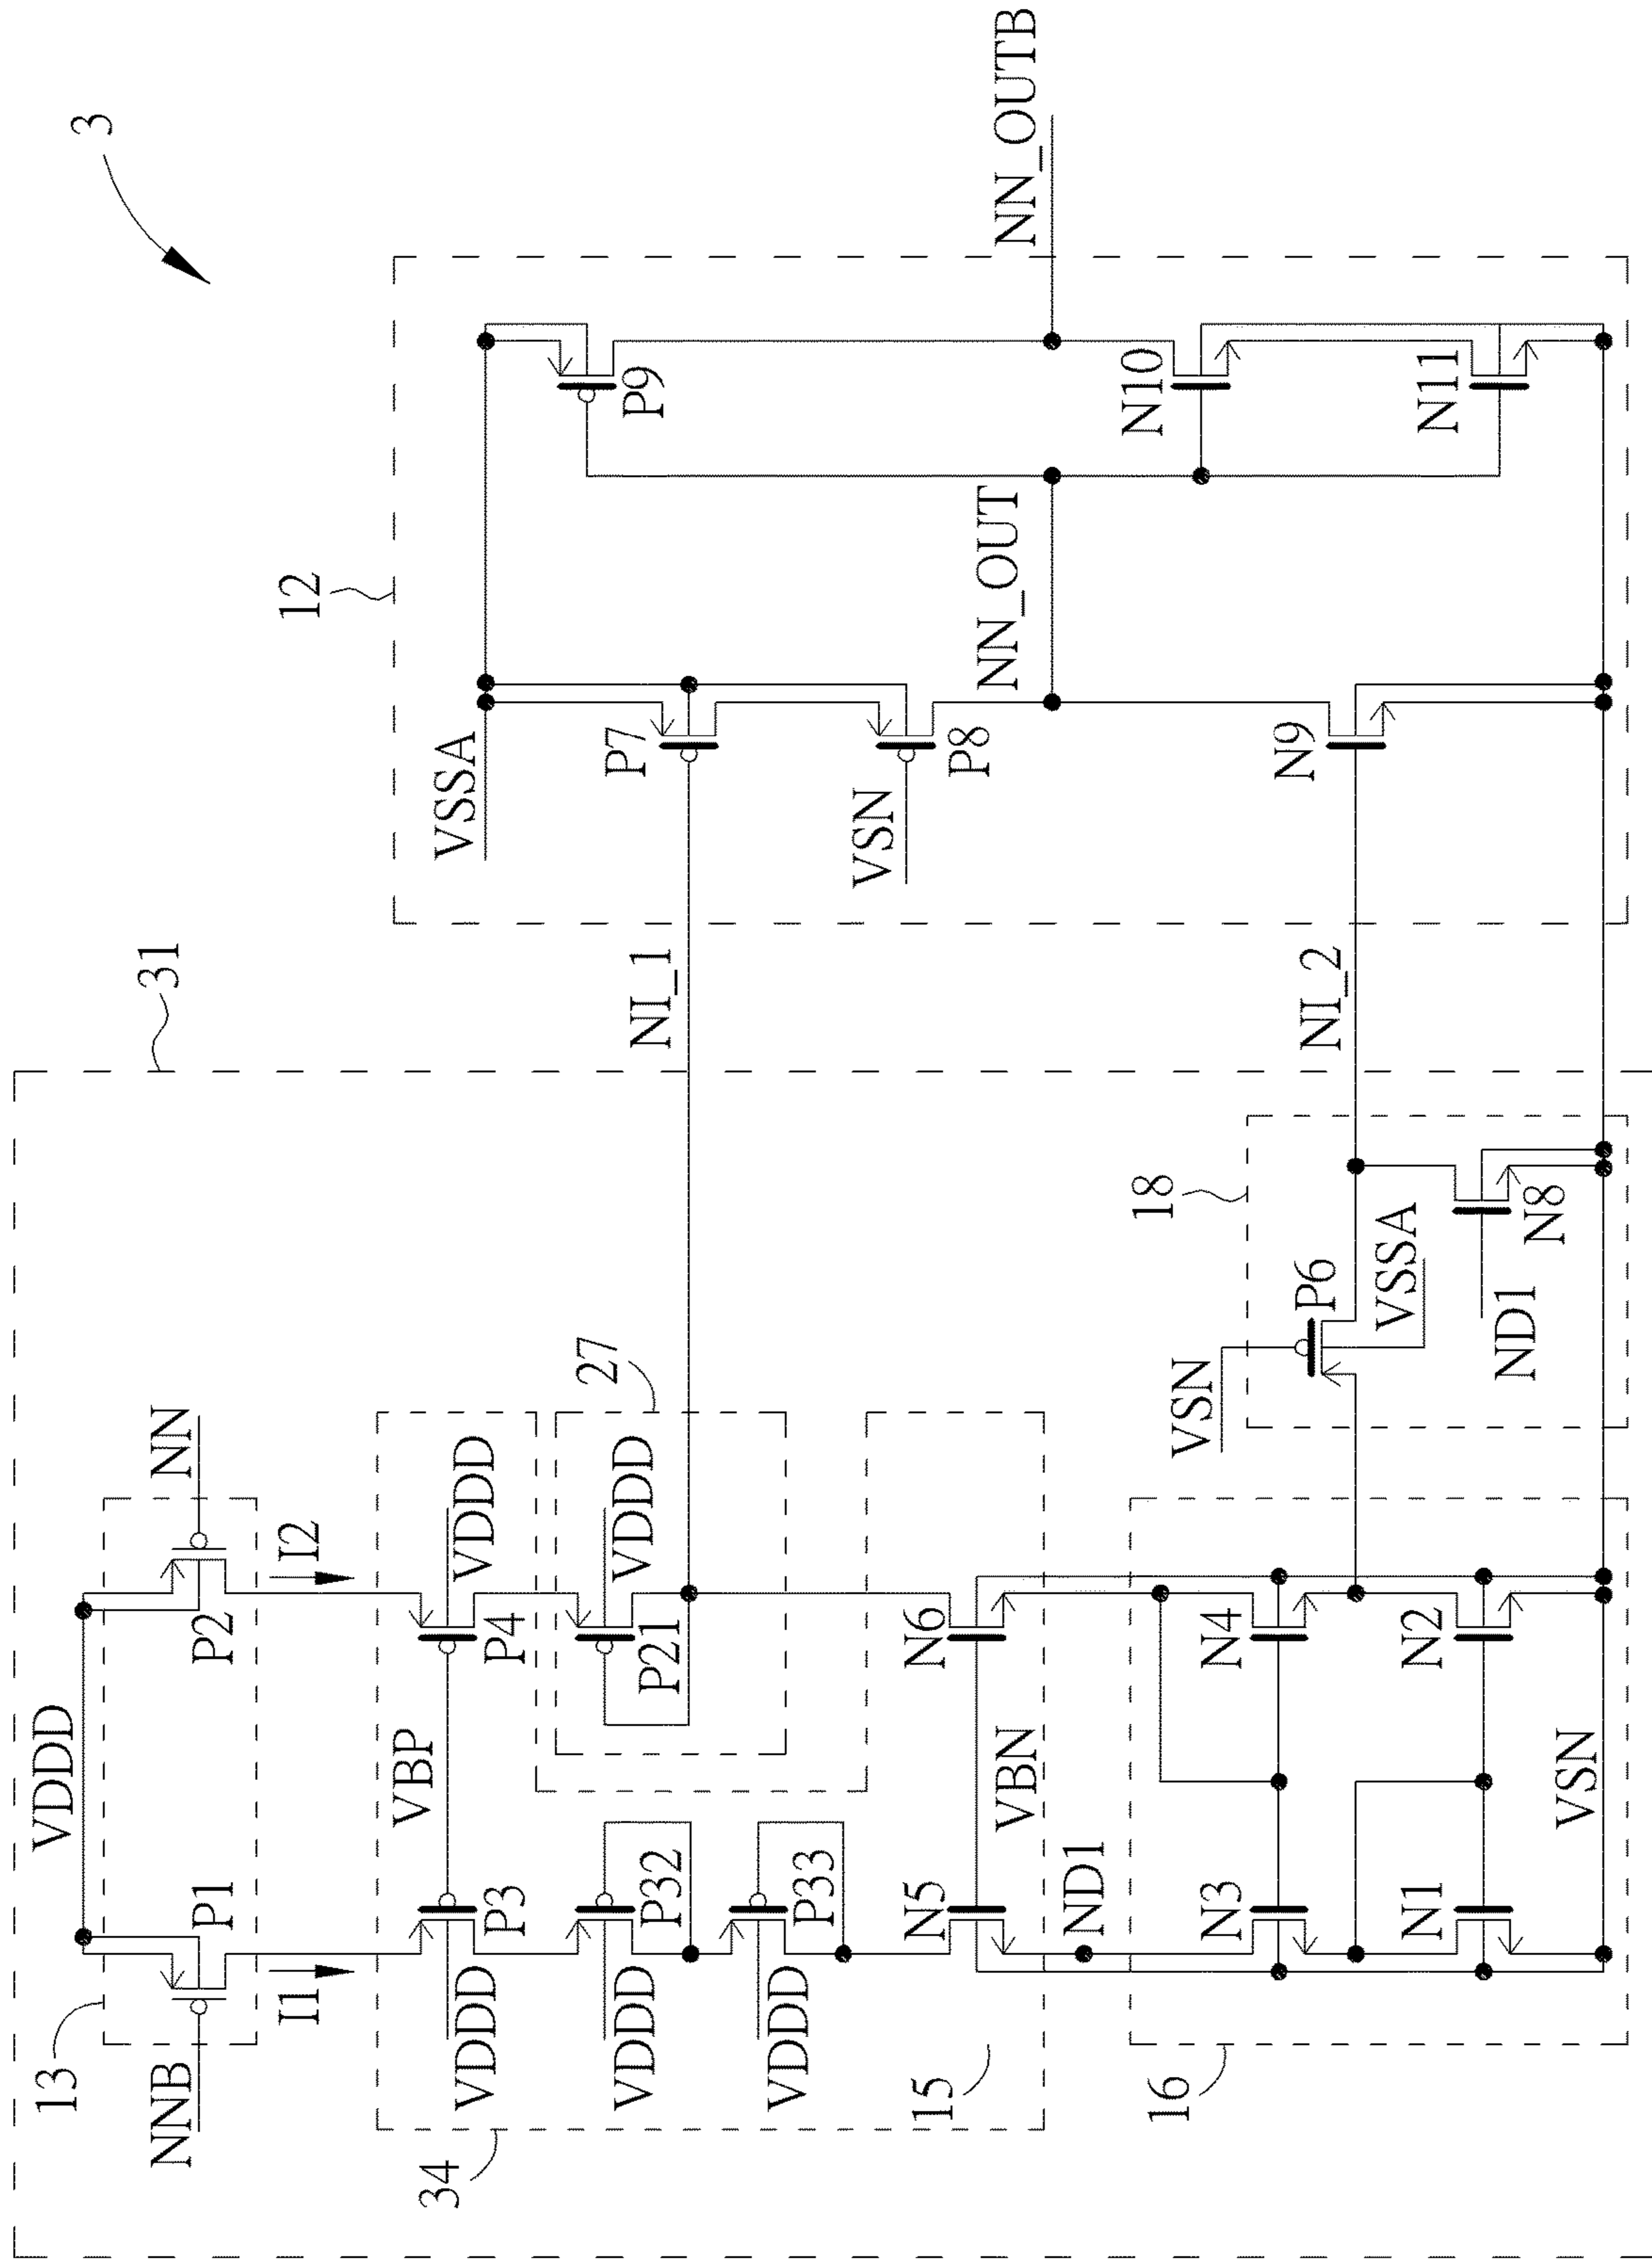 3
31
12
VDDD
13
NNB
P1
P2
NN
I1
I2
34
VBP
VDDD
P3
P4
VDDD
27
VDDD
P32
P21
VDDD
VDDD
P33
15
N5
VBN
N6
ND1
16
N3
N4
N1
N2
VSN
18
VSN
P6
VSSA
ND1
N8
NI_1
NI_2
VSSA
P7
VSN
P8
NN_OUT
N9
P9
N10
N11
NN_OUTB